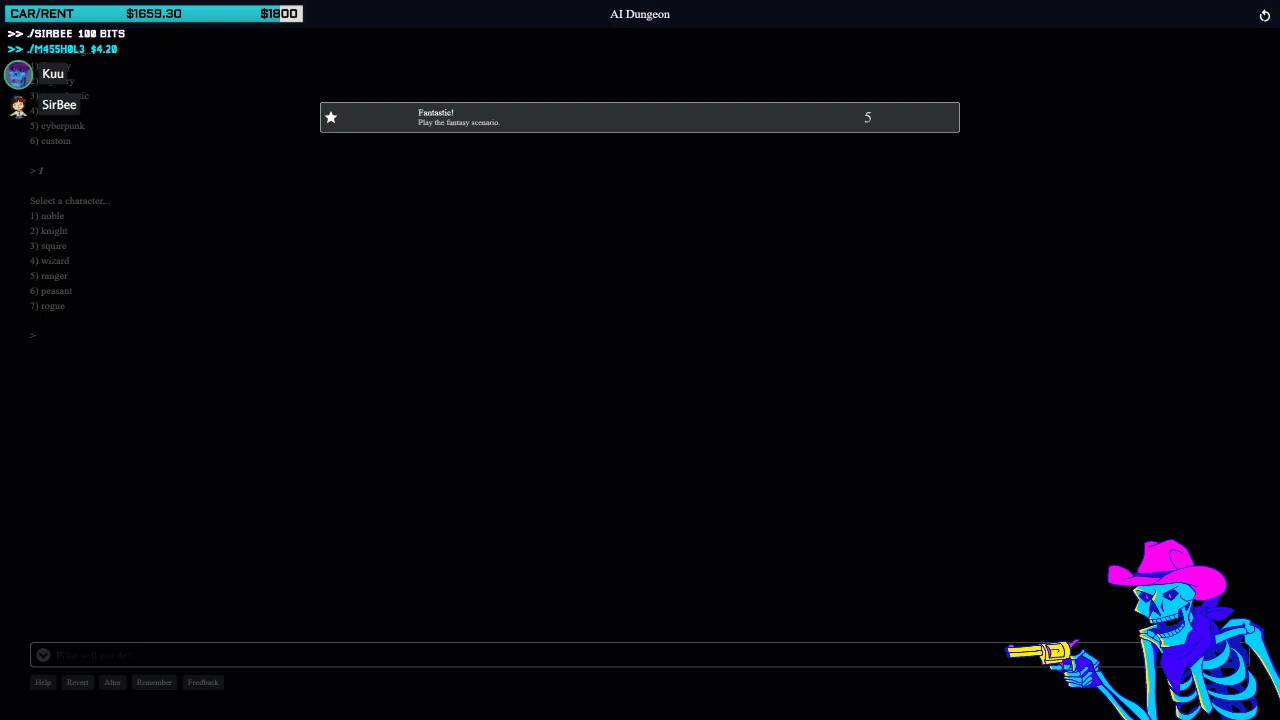 CAR/RENT $1659.30 $1800
AI Dungeon
>> ./SIRBEE 100 BITS
>> ./M455H0L3 $4.20
Kuu
SirBee
5) cyberpunk
6) custom
> 1
Fantastic!
Play the fantasy scenario.
5
Select a character...
1) noble
2) knight
3) squire
4) wizard
5) ranger
6) peasant
7) rogue
>
What will you do?...
Help Revert Alter Remember Feedback